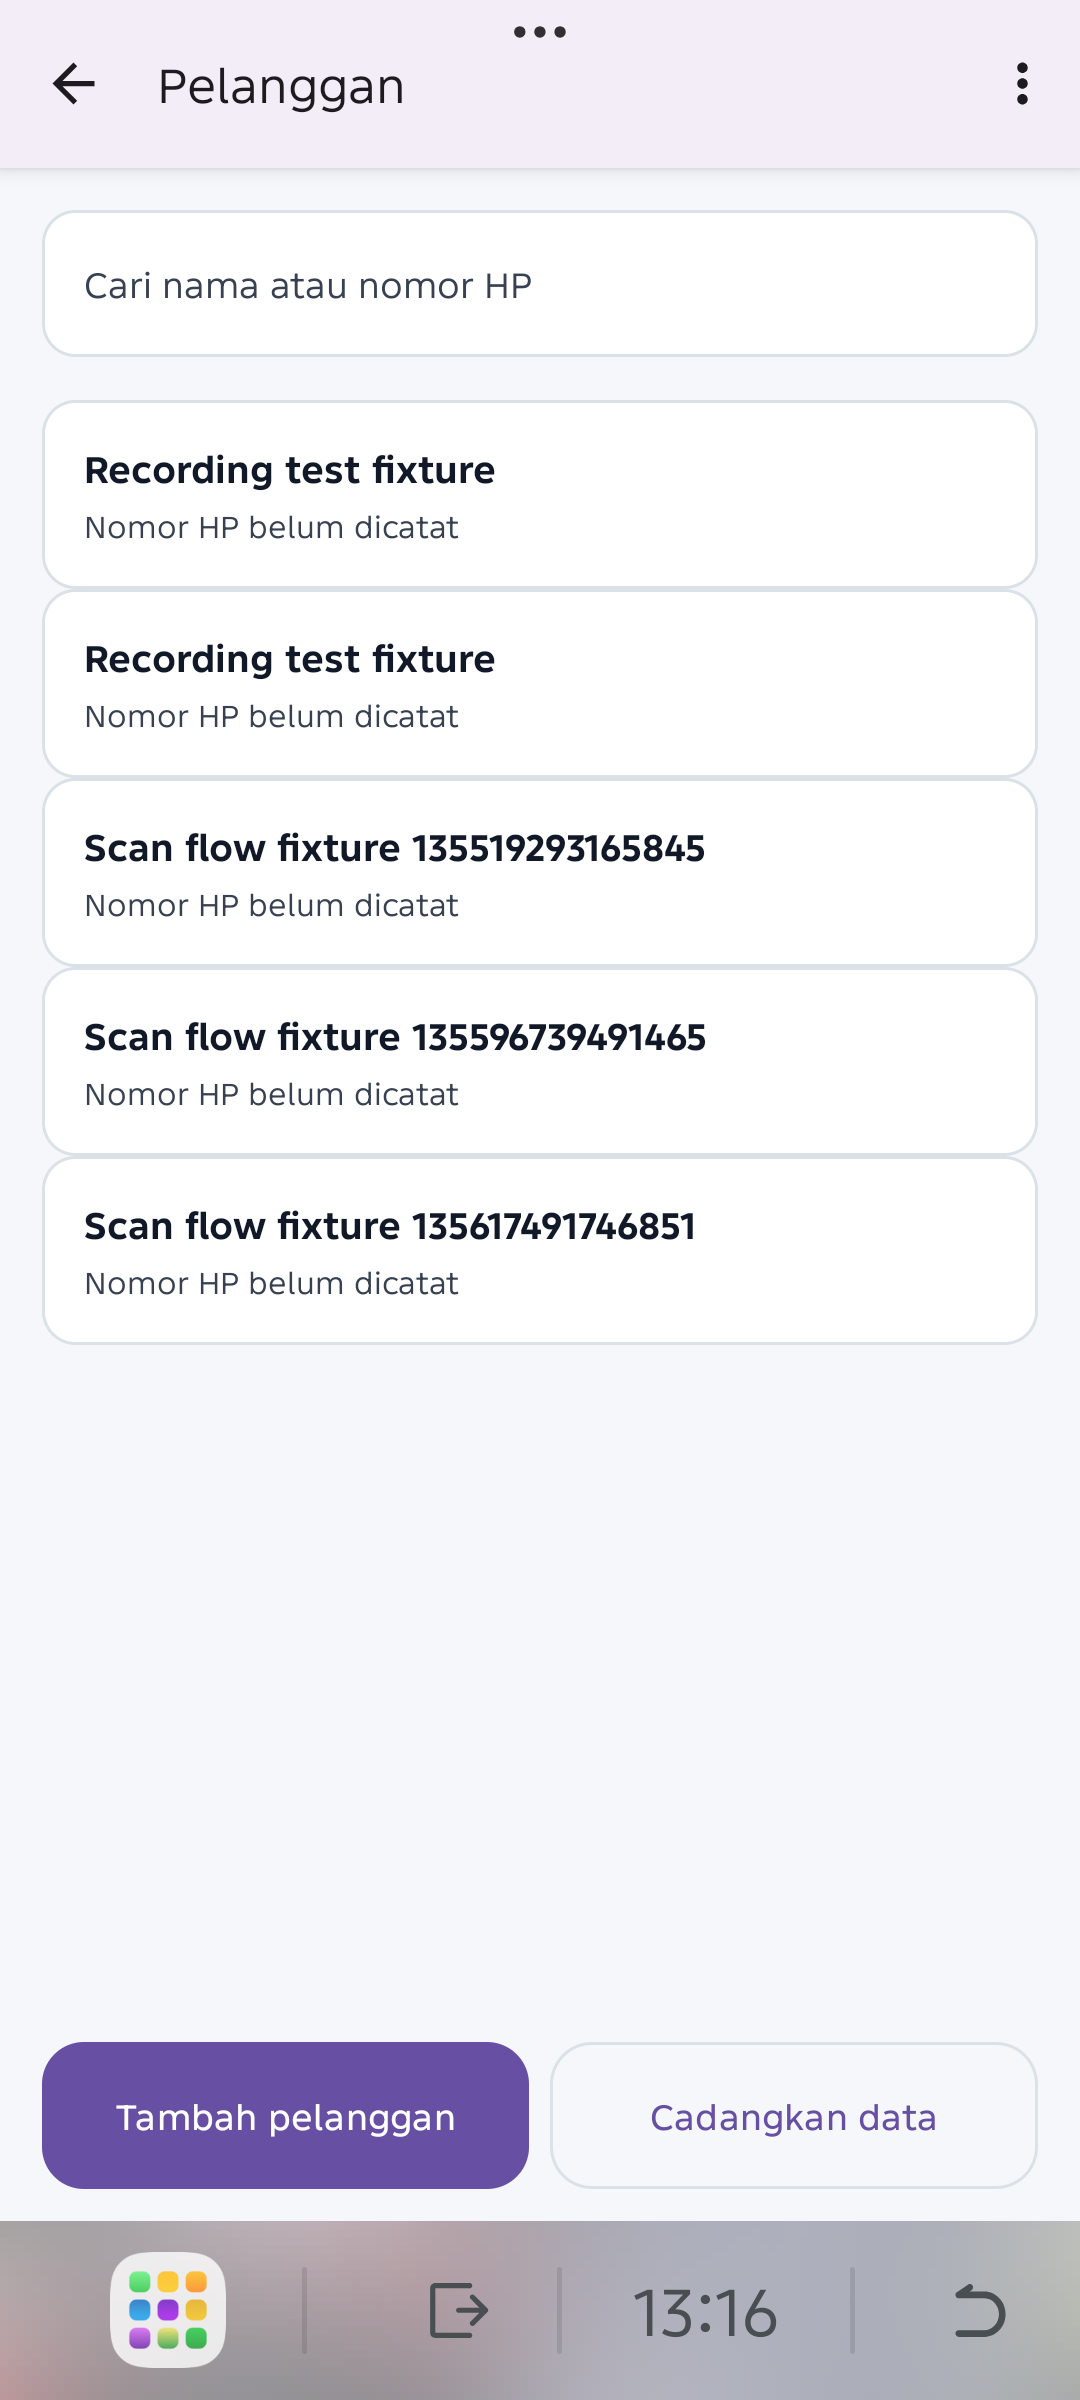 Pelanggan
Cari nama atau nomor HP
Recording test fixture
Nomor HP belum dicatat
Recording test fixture
Nomor HP belum dicatat
Scan flow fixture 135519293165845
Nomor HP belum dicatat
Scan flow fixture 135596739491465
Nomor HP belum dicatat
Scan flow fixture 135617491746851
Nomor HP belum dicatat
Tambah pelanggan
Cadangkan data
13:16